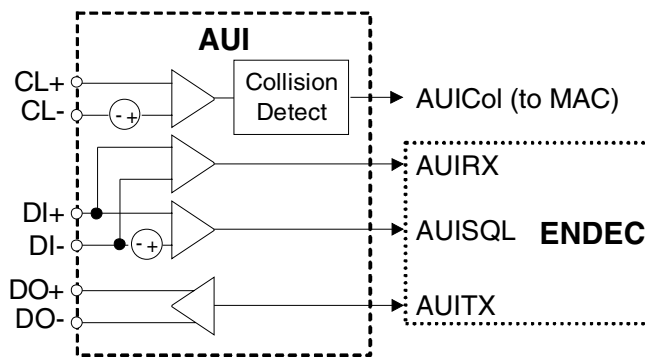 AUI
CL+
CL-
- +
Collision
Detect
AUICol (to MAC)
AUIRX
DI+
DI-
- +
AUISQL
ENDEC
DO+
DO-
AUITX